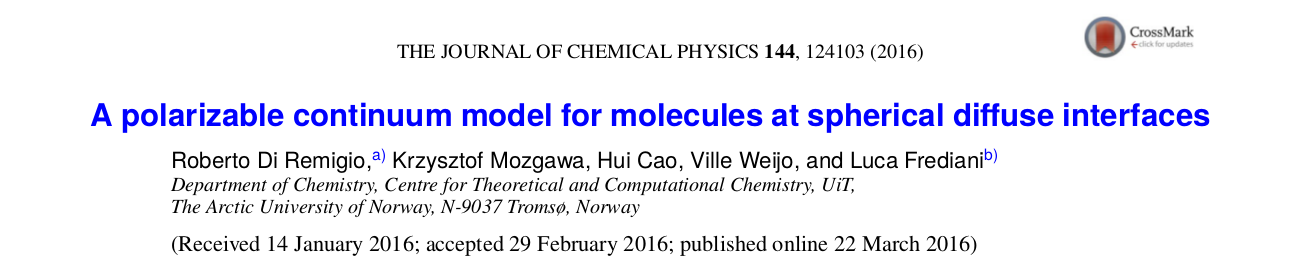 CrossMark
click for updates
THE JOURNAL OF CHEMICAL PHYSICS 144, 124103 (2016)
A polarizable continuum model for molecules at spherical diffuse interfaces
Roberto Di Remigio,a) Krzysztof Mozgawa, Hui Cao, Ville Weijo, and Luca Fredianib)
Department of Chemistry, Centre for Theoretical and Computational Chemistry, UiT,
The Arctic University of Norway, N-9037 Tromsø, Norway
(Received 14 January 2016; accepted 29 February 2016; published online 22 March 2016)